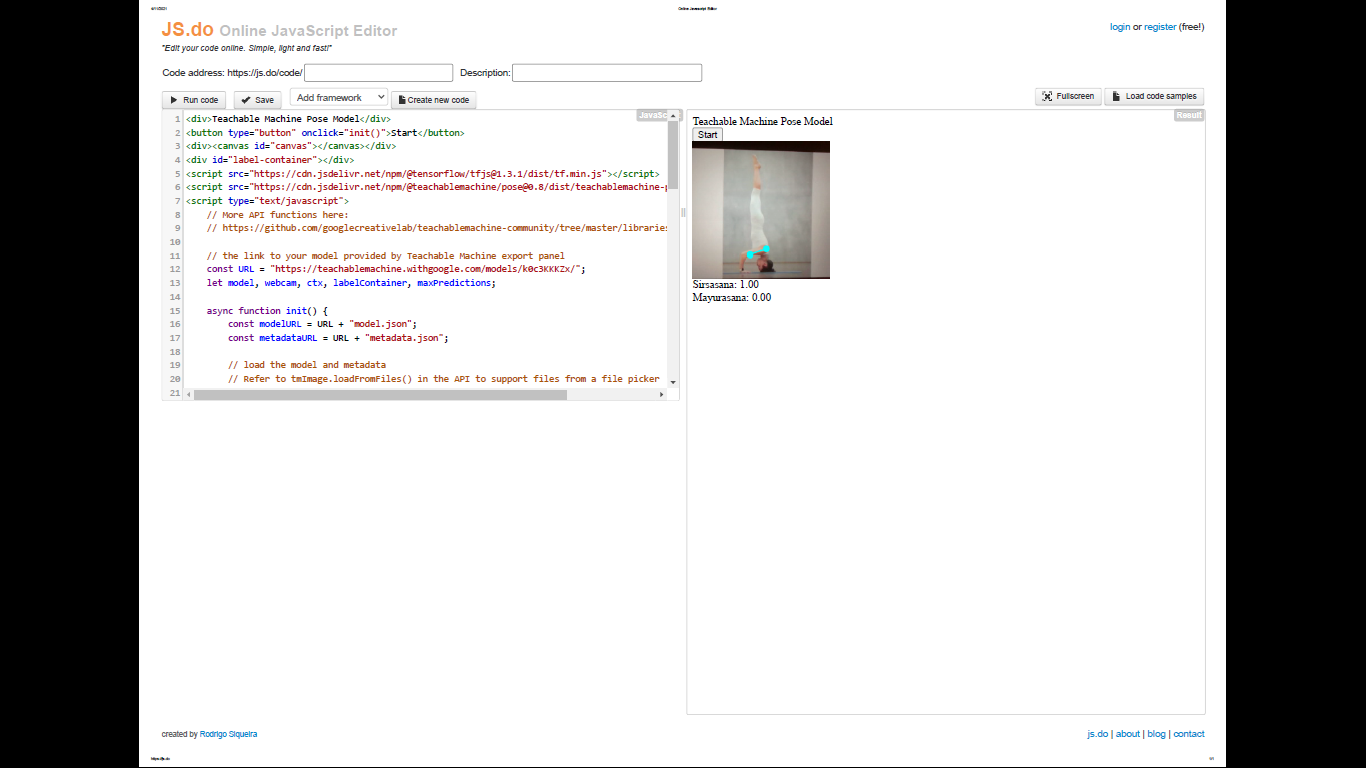 Online Javascript Editor
JS.do Online JavaScript Editor
login or register (free!)
"Edit your code online. Simple, light and fast!"
Code address: https://js.do/code/ Description:
Run code Save Add framework Create new code Fullscreen Load code samples
JavaSc
1 <div>Teachable Machine Pose Model</div>
2 <button type="button" onclick="init()">Start</button>
3 <div><canvas id="canvas"></canvas></div>
4 <div id="label-container"></div>
5 <script src="https://cdn.jsdelivr.net/npm/@tensorflow/tfjs@1.3.1/dist/tf.min.js"></script>
6 <script src="https://cdn.jsdelivr.net/npm/@teachablemachine/pose@0.8/dist/teachablemachine-p
7 <script type="text/javascript">
8 // More API functions here:
9 // https://github.com/googlecreativelab/teachablemachine-community/tree/master/libraries
10
11 // the link to your model provided by Teachable Machine export panel
12 const URL = "https://teachablemachine.withgoogle.com/models/k0c3KKKZx/";
13 let model, webcam, ctx, labelContainer, maxPredictions;
14
15 async function init() {
16 const modelURL = URL + "model.json";
17 const metadataURL = URL + "metadata.json";
18
19 // load the model and metadata
20 // Refer to tmImage.loadFromFiles() in the API to support files from a file picker
21
Result
Teachable Machine Pose Model
Start
Sirsasana: 1.00
Mayurasana: 0.00
created by Rodrigo Siqueira
js.do | about | blog | contact
https://js.do
1/1